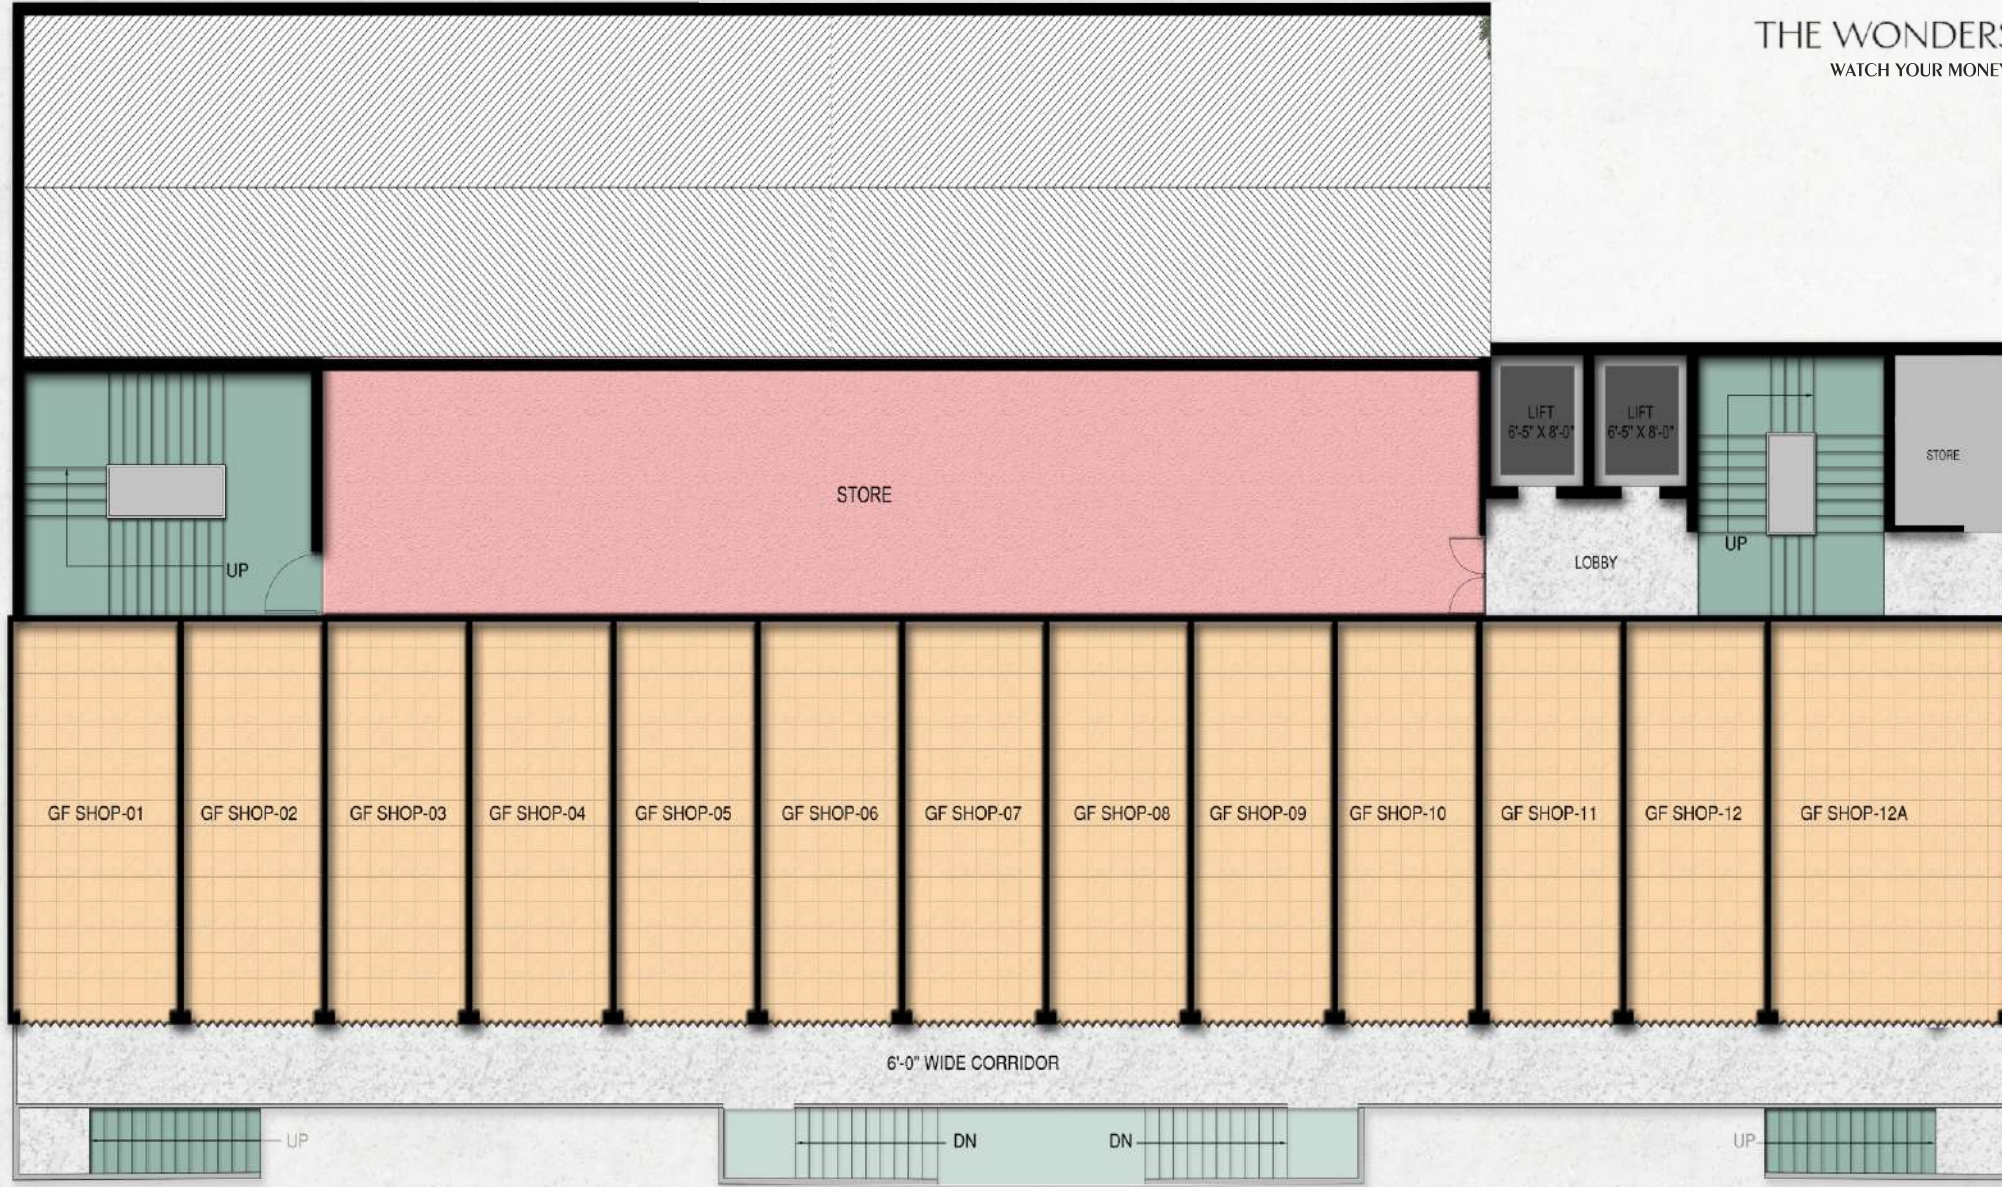 THE WONDERS
WATCH YOUR MONEY
LIFT
6'-5" X 8'-0"
LIFT
6'-5" X 8'-0"
STORE
STORE
UP
LOBBY
UP
GF SHOP-01
GF SHOP-02
GF SHOP-03
GF SHOP-04
GF SHOP-05
GF SHOP-06
GF SHOP-07
GF SHOP-08
GF SHOP-09
GF SHOP-10
GF SHOP-11
GF SHOP-12
GF SHOP-12A
6'-0" WIDE CORRIDOR
UP
DN
DN
UP